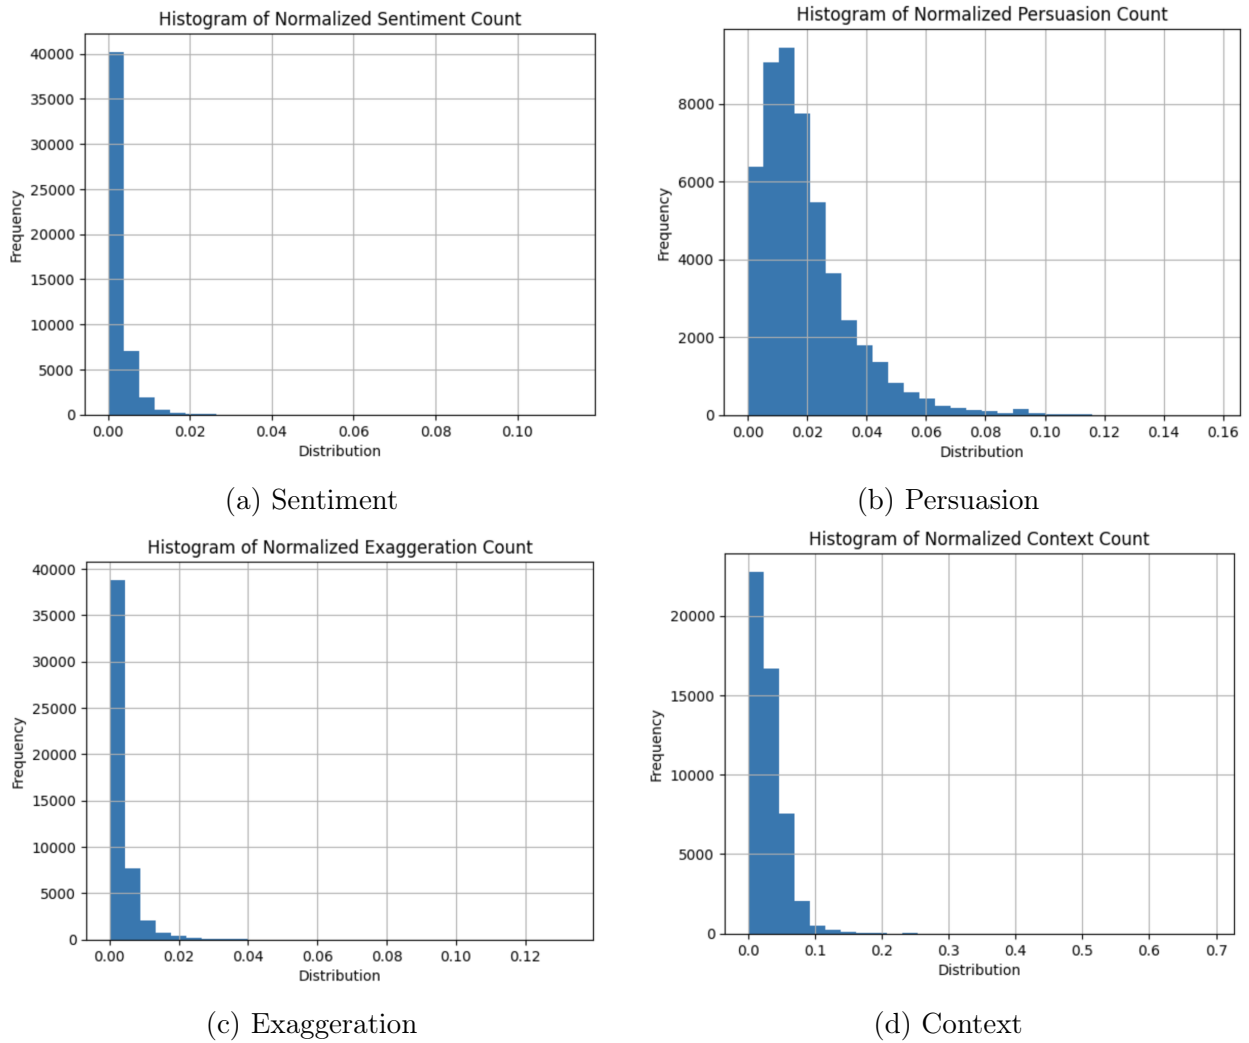 Histogram of Normalized Sentiment Count
40000
35000
30000
25000
20000
15000
10000
5000
0
Frequency
0.00 0.02 0.04 0.06 0.08 0.10
Distribution
(a) Sentiment
Histogram of Normalized Persuasion Count
8000
6000
4000
2000
0
Frequency
0.00 0.02 0.04 0.06 0.08 0.10 0.12 0.14 0.16
Distribution
(b) Persuasion
Histogram of Normalized Exaggeration Count
40000
35000
30000
25000
20000
15000
10000
5000
0
Frequency
0.00 0.02 0.04 0.06 0.08 0.10 0.12
Distribution
(c) Exaggeration
Histogram of Normalized Context Count
20000
15000
10000
5000
0
Frequency
0.0 0.1 0.2 0.3 0.4 0.5 0.6 0.7
Distribution
(d) Context